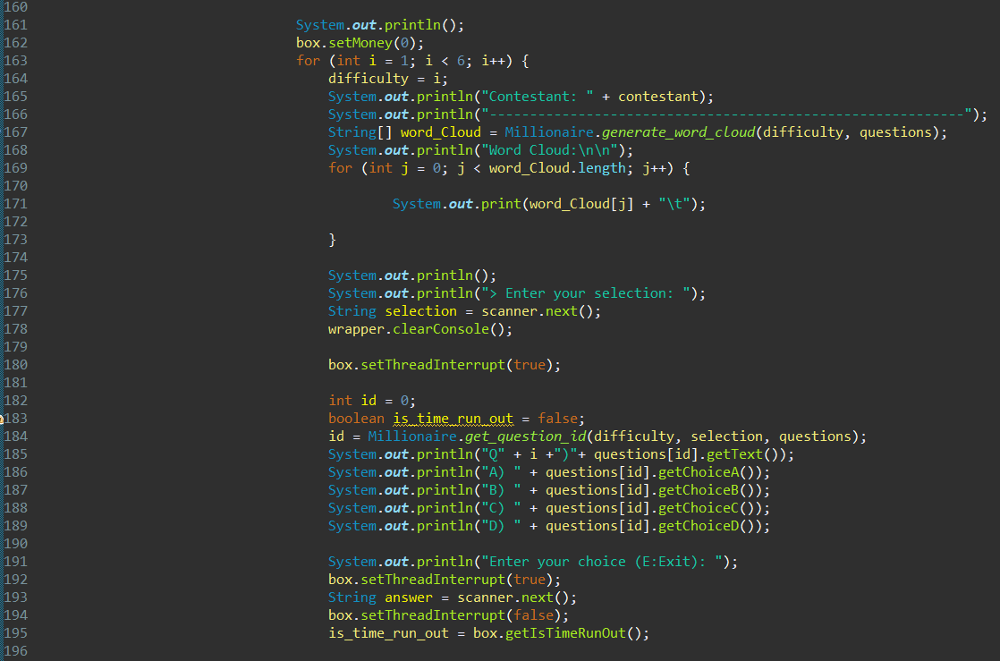 160
161 System.out.println();
162 box.setMoney(0);
163 for (int i = 1; i < 6; i++) {
164 difficulty = i;
165 System.out.println("Contestant: " + contestant);
166 System.out.println("-----------------------------------------------------------");
167 String[] word_Cloud = Millionaire.generate_word_cloud(difficulty, questions);
168 System.out.println("Word Cloud:\n\n");
169 for (int j = 0; j < word_Cloud.length; j++) {
170
171 System.out.print(word_Cloud[j] + "\t");
172
173 }
174
175 System.out.println();
176 System.out.println("> Enter your selection: ");
177 String selection = scanner.next();
178 wrapper.clearConsole();
179
180 box.setThreadInterrupt(true);
181
182 int id = 0;
183 boolean is_time_run_out = false;
184 id = Millionaire.get_question_id(difficulty, selection, questions);
185 System.out.println("Q" + i +")"+ questions[id].getText());
186 System.out.println("A) " + questions[id].getChoiceA());
187 System.out.println("B) " + questions[id].getChoiceB());
188 System.out.println("C) " + questions[id].getChoiceC());
189 System.out.println("D) " + questions[id].getChoiceD());
190
191 System.out.println("Enter your choice (E:Exit): ");
192 box.setThreadInterrupt(true);
193 String answer = scanner.next();
194 box.setThreadInterrupt(false);
195 is_time_run_out = box.getIsTimeRunOut();
196